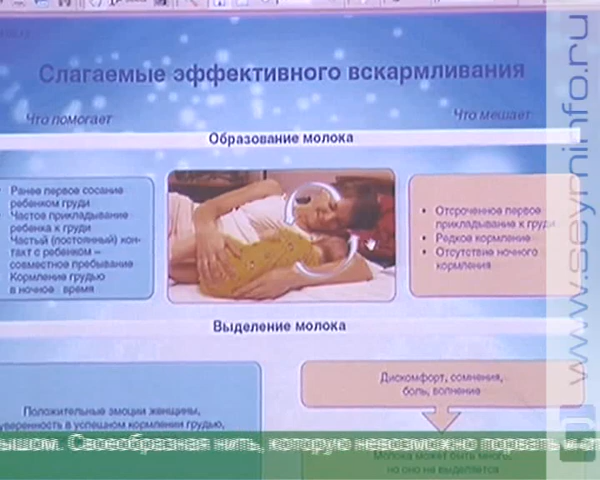 Слагаемые эффективного вскармливания
Что помогает
Что мешает
Образование молока
Ранее первое сосание
ребенком груди
Частое прикладывание
ребенка к груди
Частый (постоянный) кон-
такт с ребенком –
совместное пребывание
Кормление грудью
в ночное время
• Отсроченное первое
прикладывание к груди
• Редкое кормление
• Отсутствие ночного
кормления
Выделение молока
Положительные эмоции женщины,
уверенность в успешном кормлении грудью,
Дискомфорт, сомнения,
боль, волнение
Молока может быть много,
но оно не выделяется
Своеобразная нить, которую невозможно порвать и
www.seyminfo.ru